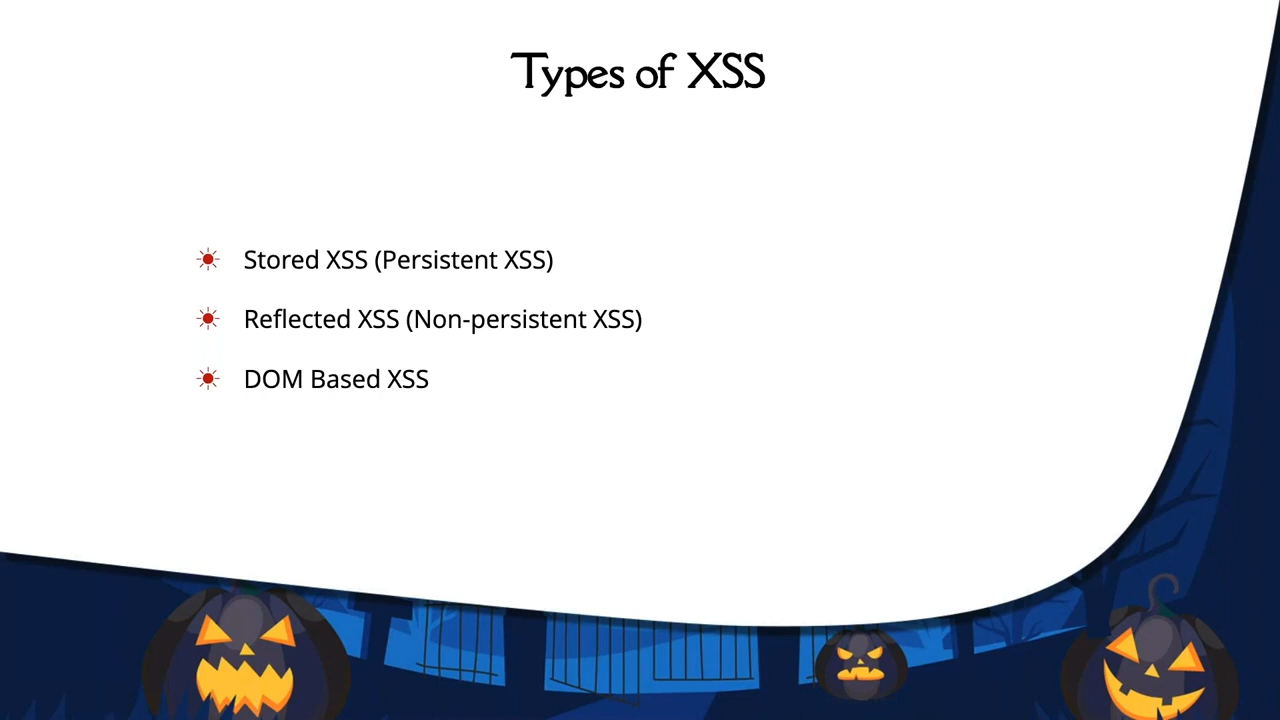 Types of XSS
Stored XSS (Persistent XSS)
Reflected XSS (Non-persistent XSS)
DOM Based XSS